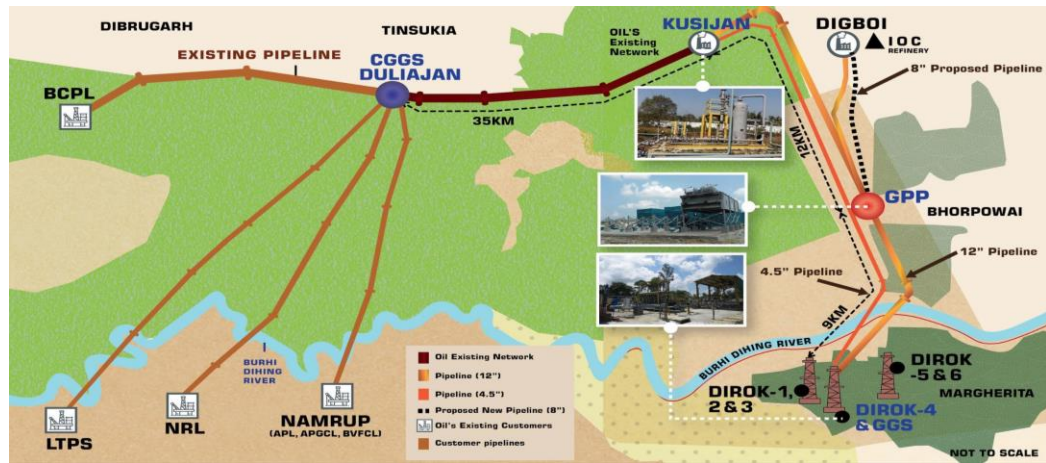 DIBRUGARH
TINSUKIA
OIL'S
EXISTING
NETWORK
KUSIJAN
DIGBOI
IOC
REFINERY
EXISTING PIPELINE
CGGS
DULIAJAN
8" Proposed Pipeline
BCPL
35KM
12KM
GPP
BHORPOWAI
4.5" Pipeline
12" Pipeline
9KM
BURHI
DIHING
RIVER
BURHI DIHING RIVER
Oil Existing Network
Pipeline (12")
Pipeline (4.5")
Proposed New Pipeline (8")
Oil's Existing Customers
Customer pipelines
DIROK-1,
2 & 3
DIROK
-5 & 6
MARGHERITA
DIROK-4
& GGS
LTPS
NRL
NAMRUP
(APL, APGCL, BVFCL)
NOT TO SCALE